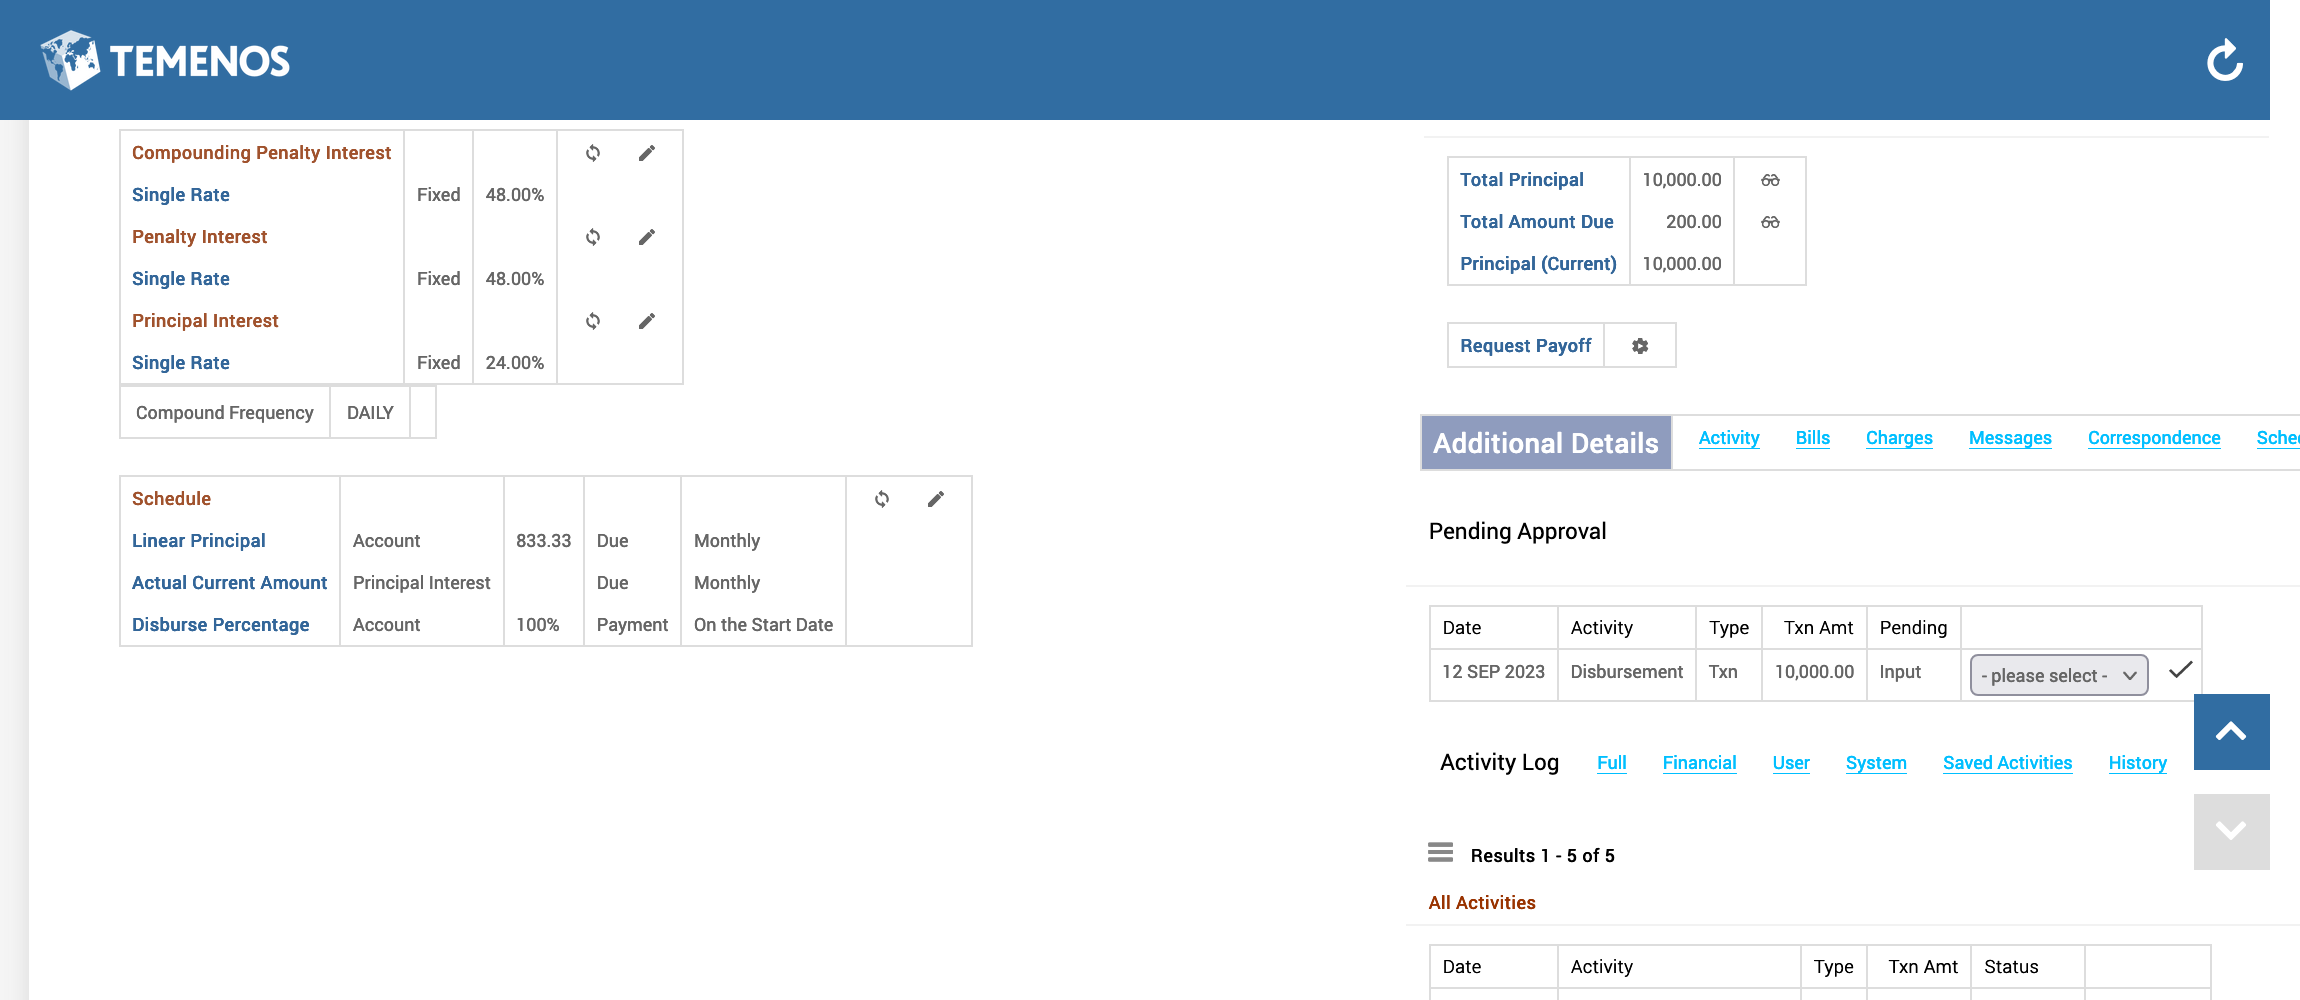 TEMENOS
Compounding Penalty Interest
Single Rate Fixed 48.00%
Penalty Interest
Single Rate Fixed 48.00%
Principal Interest
Single Rate Fixed 24.00%
Compound Frequency DAILY
Schedule
Linear Principal Account 833.33 Due Monthly
Actual Current Amount Principal Interest Due Monthly
Disburse Percentage Account 100% Payment On the Start Date
Total Principal 10,000.00
Total Amount Due 200.00
Principal (Current) 10,000.00
Request Payoff
Additional Details Activity Bills Charges Messages Correspondence Sche
Pending Approval
Date Activity Type Txn Amt Pending
12 SEP 2023 Disbursement Txn 10,000.00 Input - please select -
Activity Log Full Financial User System Saved Activities History
Results 1 - 5 of 5
All Activities
Date Activity Type Txn Amt Status